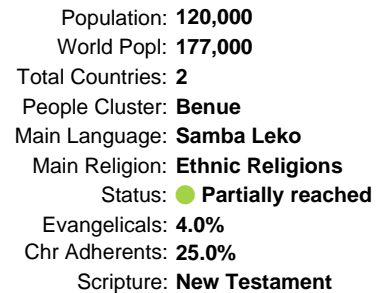 Population: 120,000
World Popl: 177,000
Total Countries: 2
People Cluster: Benue
Main Language: Samba Leko
Main Religion: Ethnic Religions
Status: Partially reached
Evangelicals: 4.0%
Chr Adherents: 25.0%
Scripture: New Testament